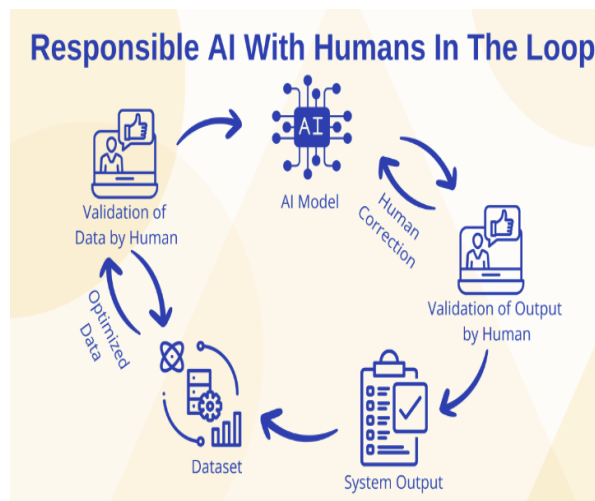 Responsible AI With Humans In The Loop
AI
AI Model
Validation of
Data by Human
Human
Correction
Validation of Output
by Human
Optimized
Data
Dataset
System Output